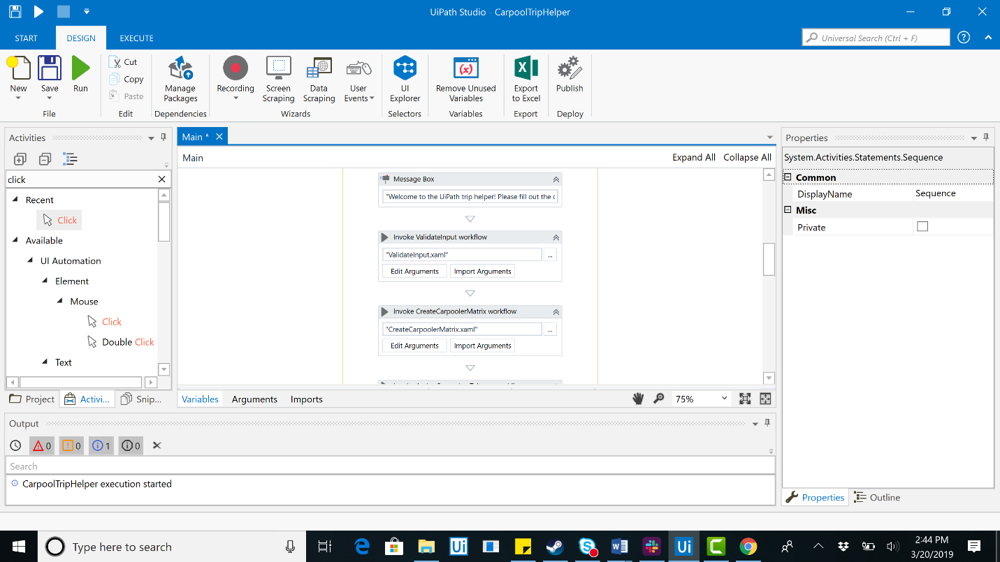 UiPath Studio - CarpoolTripHelper
START
DESIGN
EXECUTE
Universal Search (Ctrl + F)
New
Save
Run
File
Cut
Copy
Paste
Edit
Manage
Packages
Dependencies
Recording
Screen
Scraping
Data
Scraping
User
Events
Wizards
UI
Explorer
Selectors
Remove Unused
Variables
Variables
Export
to Excel
Export
Publish
Deploy
Activities
click
Recent
Click
Available
UI Automation
Element
Mouse
Click
Double Click
Text
Project
Activi...
Snip...
Main *
Main
Expand All
Collapse All
Message Box
"Welcome to the UiPath trip helper! Please fill out the c
Invoke ValidateInput workflow
"ValidateInput.xaml"
...
Edit Arguments
Import Arguments
Invoke CreateCarpoolerMatrix workflow
"CreateCarpoolerMatrix.xaml"
...
Edit Arguments
Import Arguments
Variables
Arguments
Imports
75%
Properties
System.Activities.Statements.Sequence
Common
DisplayName
Sequence
Misc
Private
Properties
Outline
Output
0
0
1
0
Search
CarpoolTripHelper execution started
Type here to search
Ui
Ui
2:44 PM
3/20/2019